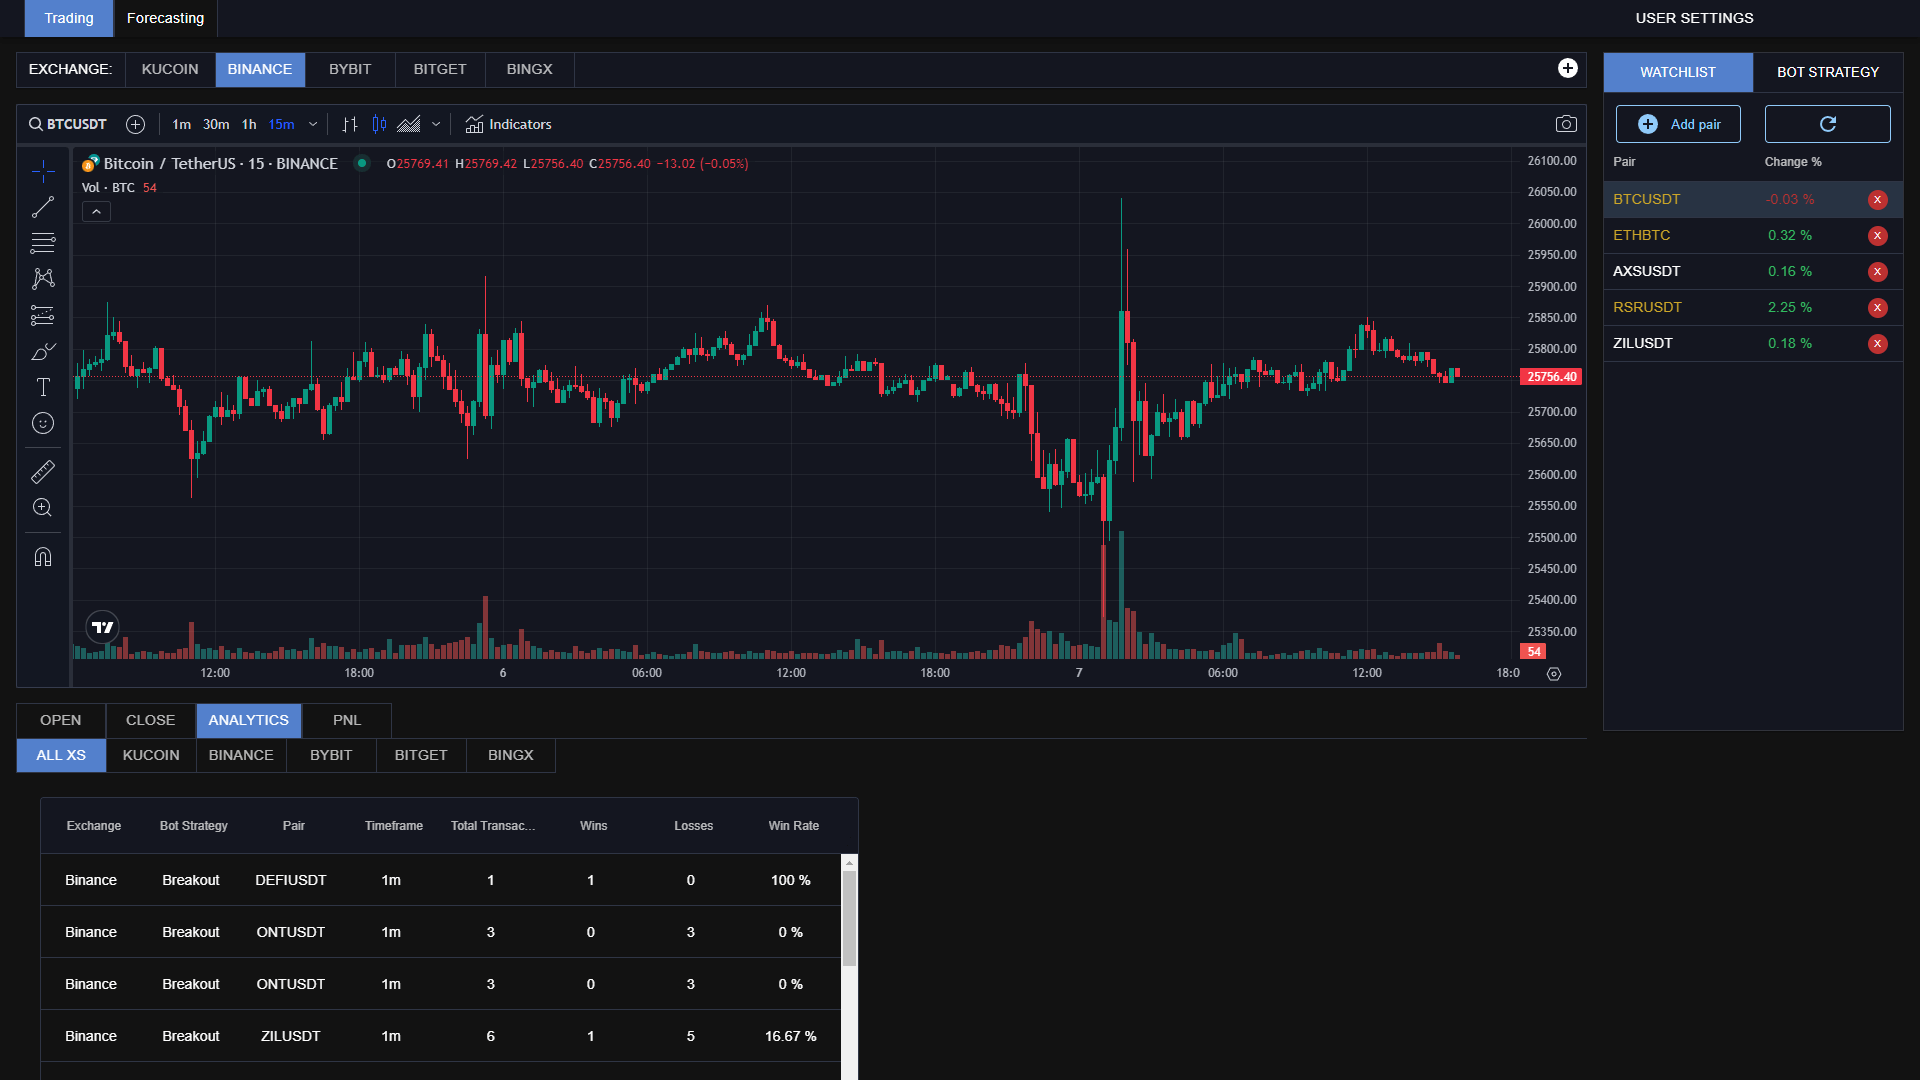 Trading Forecasting USER SETTINGS
EXCHANGE: KUCOIN BINANCE BYBIT BITGET BINGX
WATCHLIST BOT STRATEGY
BTCUSDT 1m 30m 1h 15m Indicators
Add pair
Pair Change %
Bitcoin / TetherUS · 15 · BINANCE O25769.41 H25769.42 L25756.40 C25756.40 −13.02 (−0.05%)
Vol · BTC 54
BTCUSDT -0.03 % X
ETHBTC 0.32 % X
AXSUSDT 0.16 % X
RSRUSDT 2.25 % X
ZILUSDT 0.18 % X
26100.00
26050.00
26000.00
25950.00
25900.00
25850.00
25800.00
25756.40
25700.00
25650.00
25600.00
25550.00
25500.00
25450.00
25400.00
25350.00
54
12:00 18:00 6 06:00 12:00 18:00 7 06:00 12:00 18:0
OPEN CLOSE ANALYTICS PNL
ALL XS KUCOIN BINANCE BYBIT BITGET BINGX
Exchange Bot Strategy Pair Timeframe Total Transac... Wins Losses Win Rate
Binance Breakout DEFIUSDT 1m 1 1 0 100 %
Binance Breakout ONTUSDT 1m 3 0 3 0 %
Binance Breakout ONTUSDT 1m 3 0 3 0 %
Binance Breakout ZILUSDT 1m 6 1 5 16.67 %